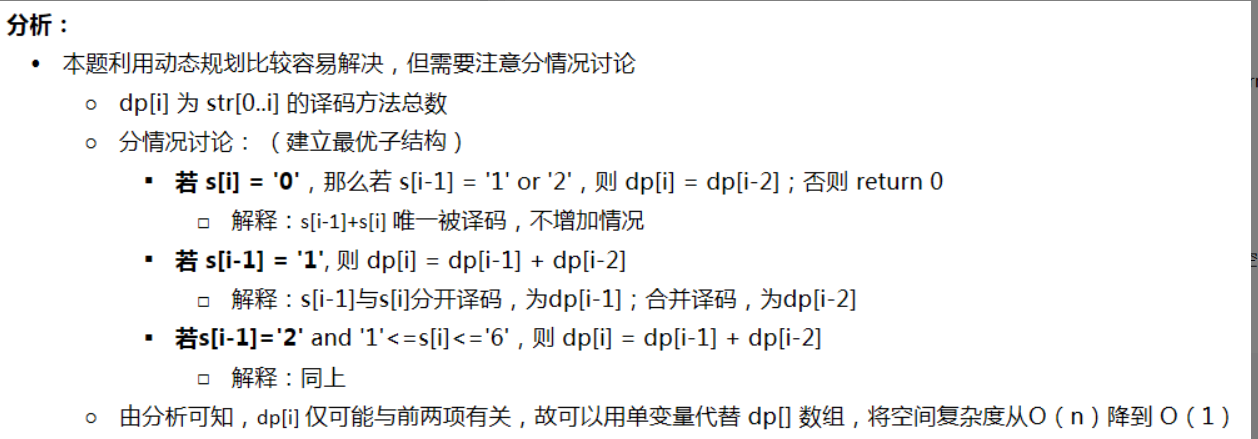 分析：
• 本题利用动态规划比较容易解决，但需要注意分情况讨论
○ dp[i] 为 str[0..i] 的译码方法总数
○ 分情况讨论：（建立最优子结构）
▪ 若 s[i] = '0'，那么若 s[i-1] = '1' or '2'，则 dp[i] = dp[i-2]；否则 return 0
□ 解释：s[i-1]+s[i] 唯一被译码，不增加情况
▪ 若 s[i-1] = '1', 则 dp[i] = dp[i-1] + dp[i-2]
□ 解释：s[i-1]与s[i]分开译码，为dp[i-1]；合并译码，为dp[i-2]
▪ 若s[i-1]='2' and '1'<=s[i]<='6'，则 dp[i] = dp[i-1] + dp[i-2]
□ 解释：同上
○ 由分析可知，dp[i] 仅可能与前两项有关，故可以用单变量代替 dp[] 数组，将空间复杂度从O（n）降到 O（1）